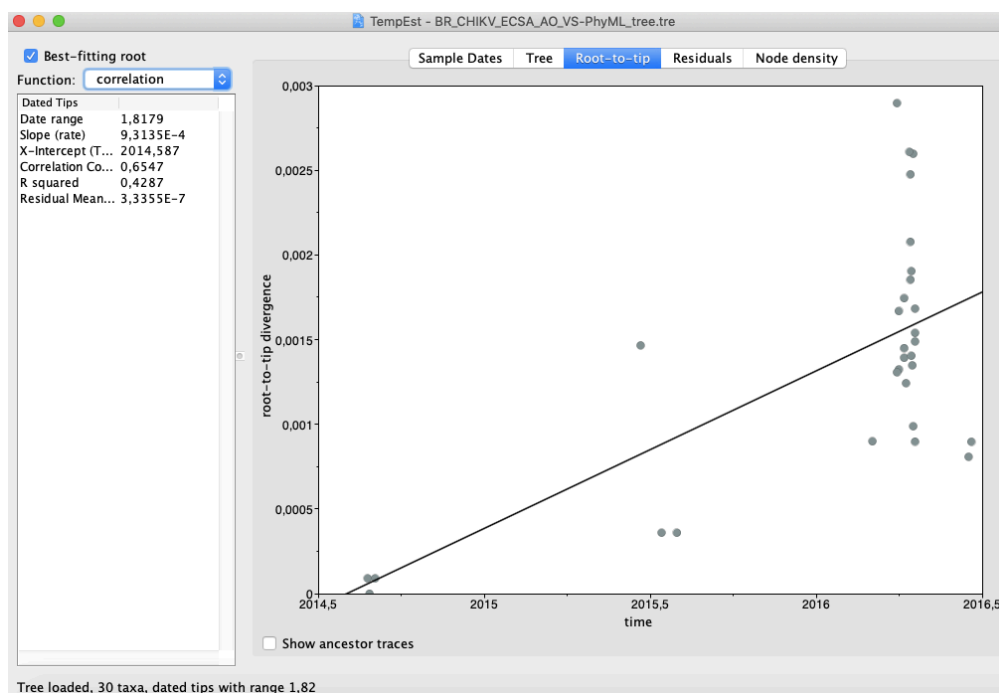 TempEst - BR_CHIKV_ECSA_AO_VS-PhyML_tree.tre
Best-fitting root
Function: correlation
Dated Tips
Date range 1,8179
Slope (rate) 9,3135E-4
X-Intercept (T... 2014,587
Correlation Co... 0,6547
R squared 0,4287
Residual Mean... 3,3355E-7
Sample Dates Tree Root-to-tip Residuals Node density
0,003
0,0025
0,002
0,0015
0,001
0,0005
0
root-to-tip divergence
2014,5 2015 2015,5 2016 2016,5
time
Show ancestor traces
Tree loaded, 30 taxa, dated tips with range 1,82